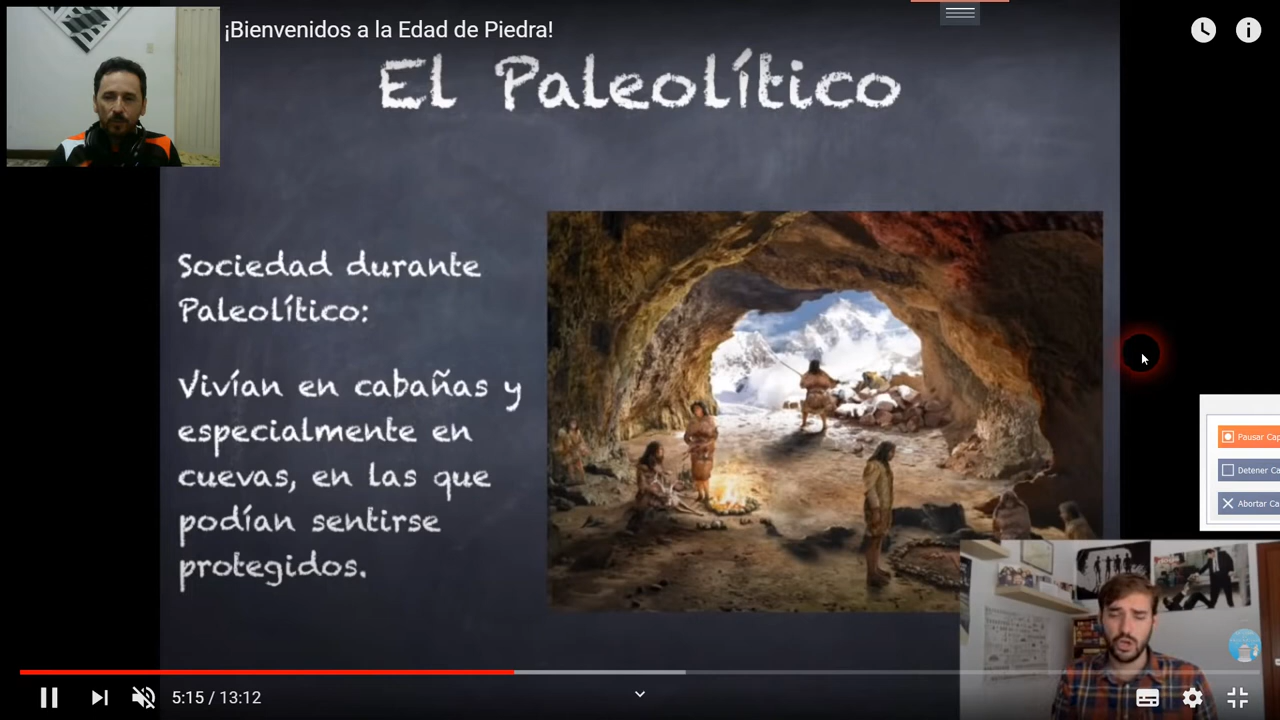 ¡Bienvenidos a la Edad de Piedra!
El Paleolítico
Sociedad durante
Paleolítico:
Vivían en cabañas y
especialmente en
cuevas, en las que
podían sentirse
protegidos.
Pausar Cap
Detener Ca
Abortar Ca
5:15 / 13:12